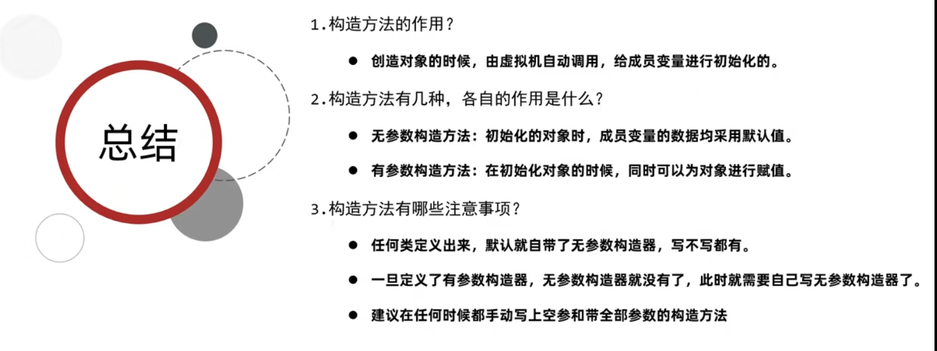 总结
1.构造方法的作用？
● 创造对象的时候，由虚拟机自动调用，给成员变量进行初始化的。
2.构造方法有几种，各自的作用是什么？
● 无参数构造方法：初始化的对象时，成员变量的数据均采用默认值。
● 有参数构造方法：在初始化对象的时候，同时可以为对象进行赋值。
3.构造方法有哪些注意事项？
● 任何类定义出来，默认就自带了无参数构造器，写不写都有。
● 一旦定义了有参数构造器，无参数构造器就没有了，此时就需要自己写无参数构造器了。
● 建议在任何时候都手动写上空参和带全部参数的构造方法